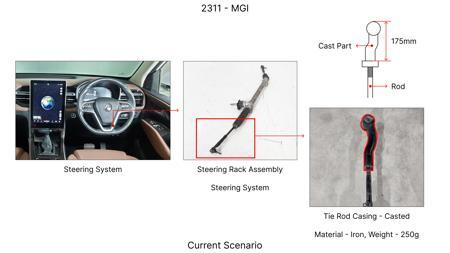 2311 - MGI
Cast Part
175mm
Rod
Steering System
Steering Rack Assembly
Steering System
Tie Rod Casing - Casted
Material - Iron, Weight - 250g
Current Scenario